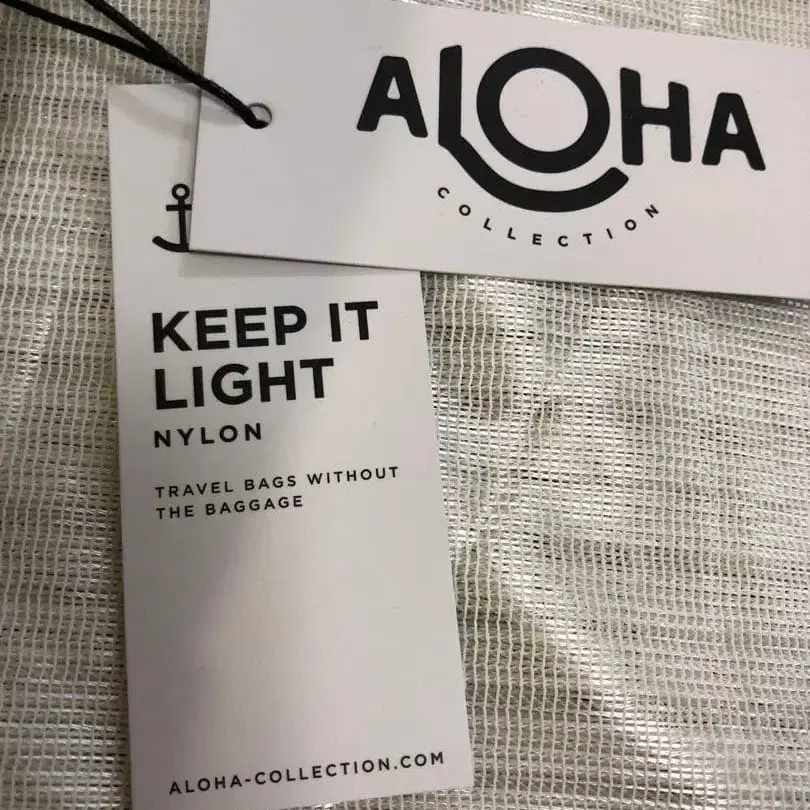 ALOHA
COLLECTION
KEEP IT
LIGHT
NYLON
TRAVEL BAGS WITHOUT
THE BAGGAGE
ALOHA-COLLECTION.COM